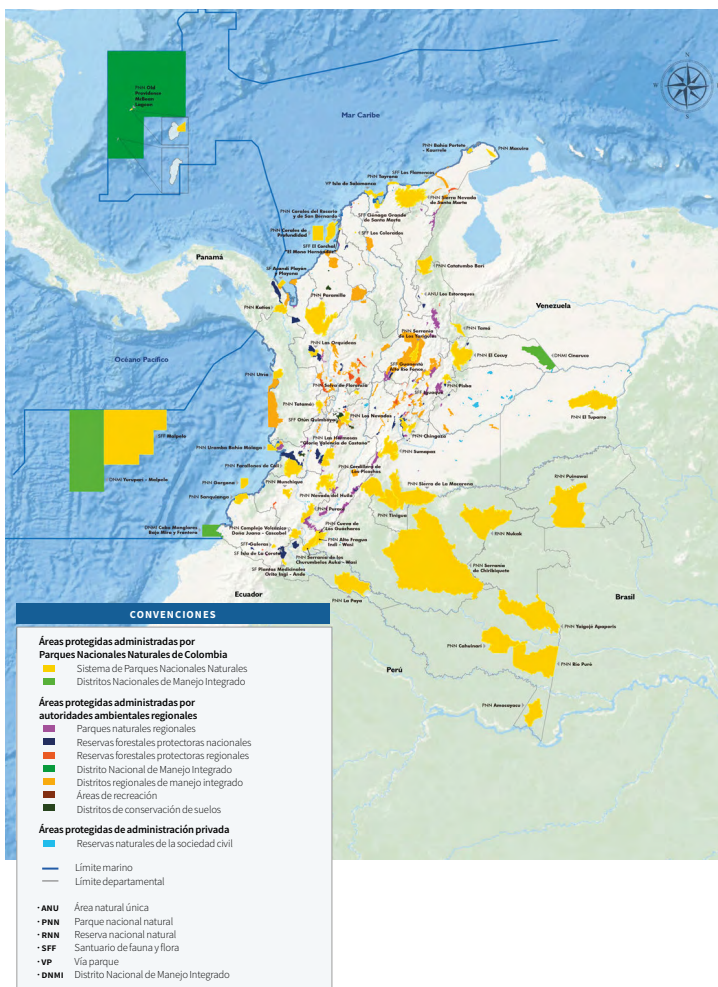 N
W
E
S
PNN Old
Providence
McBean
Lagoon
Mar Caribe
PNN Bahía Portete
- Kaurrele
PNN Macuira
SFF Los Flamencos
PNN Tayrona
VP Isla de Salamanca
PNN Sierra Nevada
de Santa Marta
SFF Ciénaga Grande
de Santa Marta
PNN Corales del Rosario
y de San Bernardo
PNN Corales de
Profundidad
SFF Los Colorados
SFF El Corchal
"El Mono Hernández"
Panamá
SF Acandí Playón
y Playona
PNN Catatumbo Bari
PNN Paramillo
ANU Los Estoraques
PNN Katíos
Venezuela
PNN Tamá
PNN Serranía
de Los Yariguíes
PNN Las Orquídeas
Océano Pacífico
PNN El Cocuy
DNMI Cinaruco
SFF Guanentá
Alto Río Fonce
PNN Utría
PNN Selva de Florencia
PNN Pisba
SFF Iguaque
PNN Tatamá
PNN El Tuparro
SFF Otún Quimbaya
PNN Los Nevados
SFF Malpelo
PNN Chingaza
PNN Las Hermosas
"Gloria Valencia de Castaño"
PNN Uramba Bahía Málaga
PNN Sumapaz
PNN Farallones de Cali
PNN Cordillera de
Los Picachos
DNMI Yurupari - Malpelo
PNN Gorgona
PNN Munchique
PNN Sierra de La Macarena
RNN Puinawai
PNN Sanquianga
PNN Nevado del Huila
PNN Puracé
PNN Tinigua
DNMI Cabo Manglares
Bajo Mira y Frontera
PNN Complejo Volcánico
Doña Juana - Cascabel
PNN Cueva de
Los Guácharos
RNN Nukak
PNN Alto Fragua
Indi - Wasi
SFF Galeras
SF Isla de La Corota
PNN Serranía de los
Churumbelos Auka - Wasi
PNN Serranía
de Chiribiquete
SF Plantas Medicinales
Orito Ingi - Ande
Ecuador
PNN La Paya
Brasil
PNN Yaigojé Apaporis
PNN Cahuinarí
PNN Río Puré
Perú
PNN Amacayacu
CONVENCIONES
Áreas protegidas administradas por
Parques Nacionales Naturales de Colombia
Sistema de Parques Nacionales Naturales
Distritos Nacionales de Manejo Integrado
Áreas protegidas administradas por
autoridades ambientales regionales
Parques naturales regionales
Reservas forestales protectoras nacionales
Reservas forestales protectoras regionales
Distrito Nacional de Manejo Integrado
Distritos regionales de manejo integrado
Áreas de recreación
Distritos de conservación de suelos
Áreas protegidas de administración privada
Reservas naturales de la sociedad civil
Límite marino
Límite departamental
· ANU Área natural única
· PNN Parque nacional natural
· RNN Reserva nacional natural
· SFF Santuario de fauna y flora
· VP Vía parque
· DNMI Distrito Nacional de Manejo Integrado